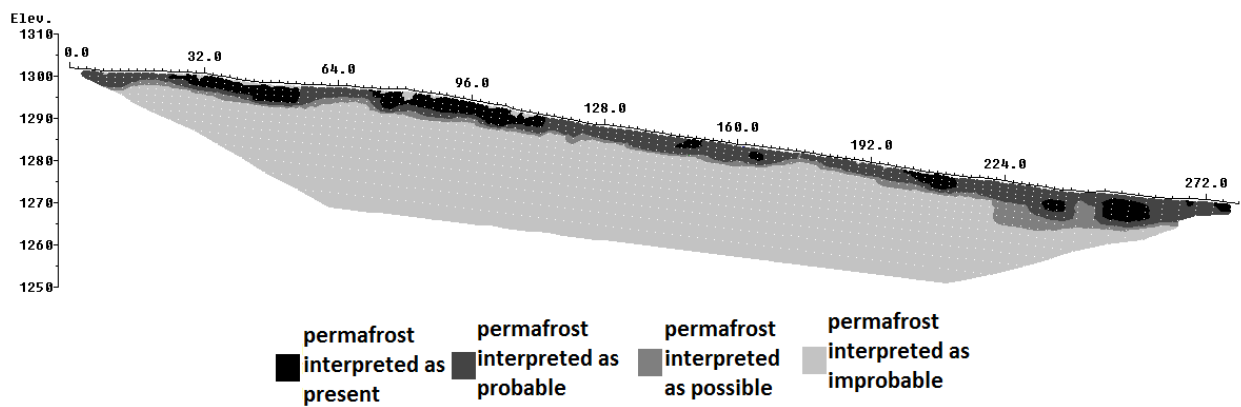 Elev.
1310
0.0
32.0
1300
64.0
96.0
1290
128.0
160.0
1280
192.0
224.0
1270
272.0
1260
1250
permafrost
interpreted as
present
permafrost
interpreted as
probable
permafrost
interpreted
as possible
permafrost
interpreted as
improbable